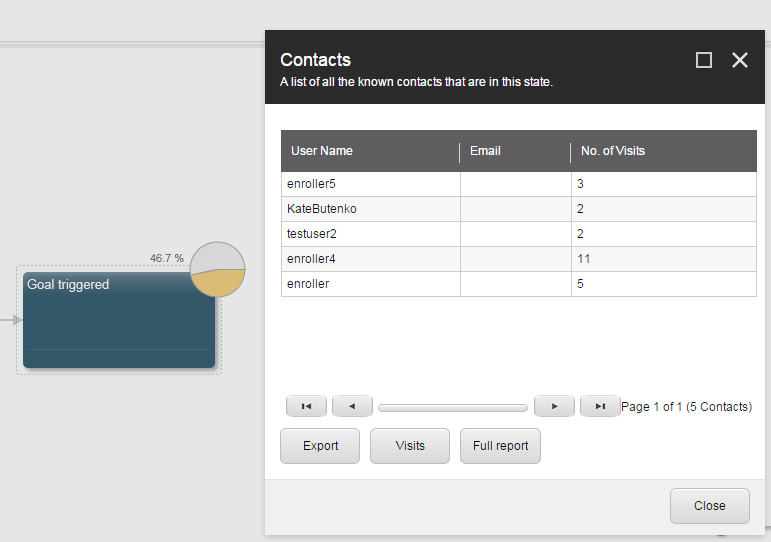 Contacts
A list of all the known contacts that are in this state.
User Name Email No. of Visits
enroller5 3
KateButenko 2
testuser2 2
46.7 %
enroller4 11
Goal triggered
enroller 5
Page 1 of 1 (5 Contacts)
Export Visits Full report
Close